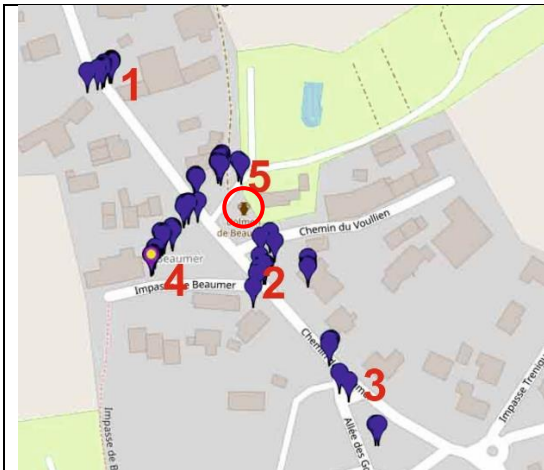 1
5
de Beau
Chemin du Voullien
Beaumer
4
Impasse de Beaumer
2
Chemin
3
Impasse
Allée des
Impasse de